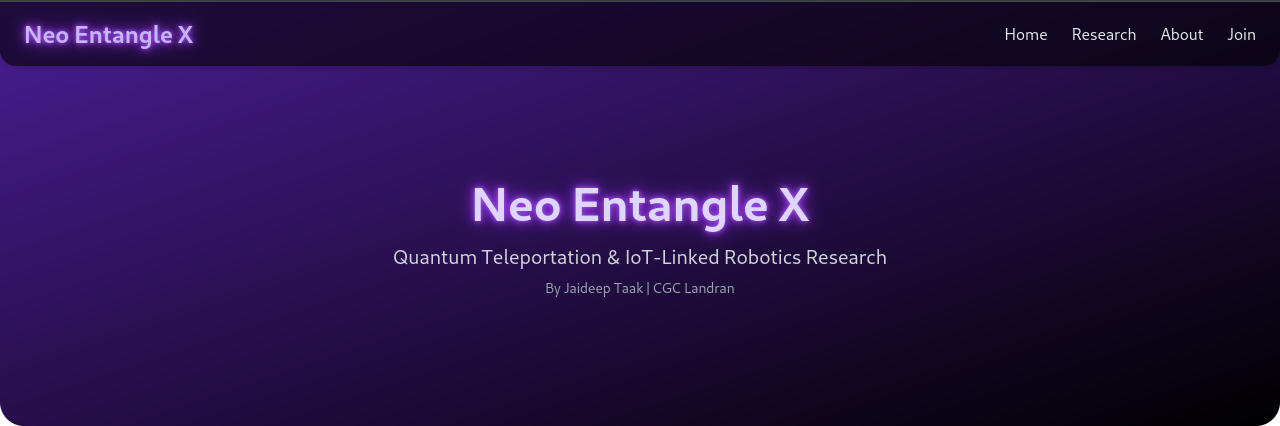 Neo Entangle X
Home Research About Join
Neo Entangle X
Quantum Teleportation & IoT-Linked Robotics Research
By Jaideep Taak | CGC Landran